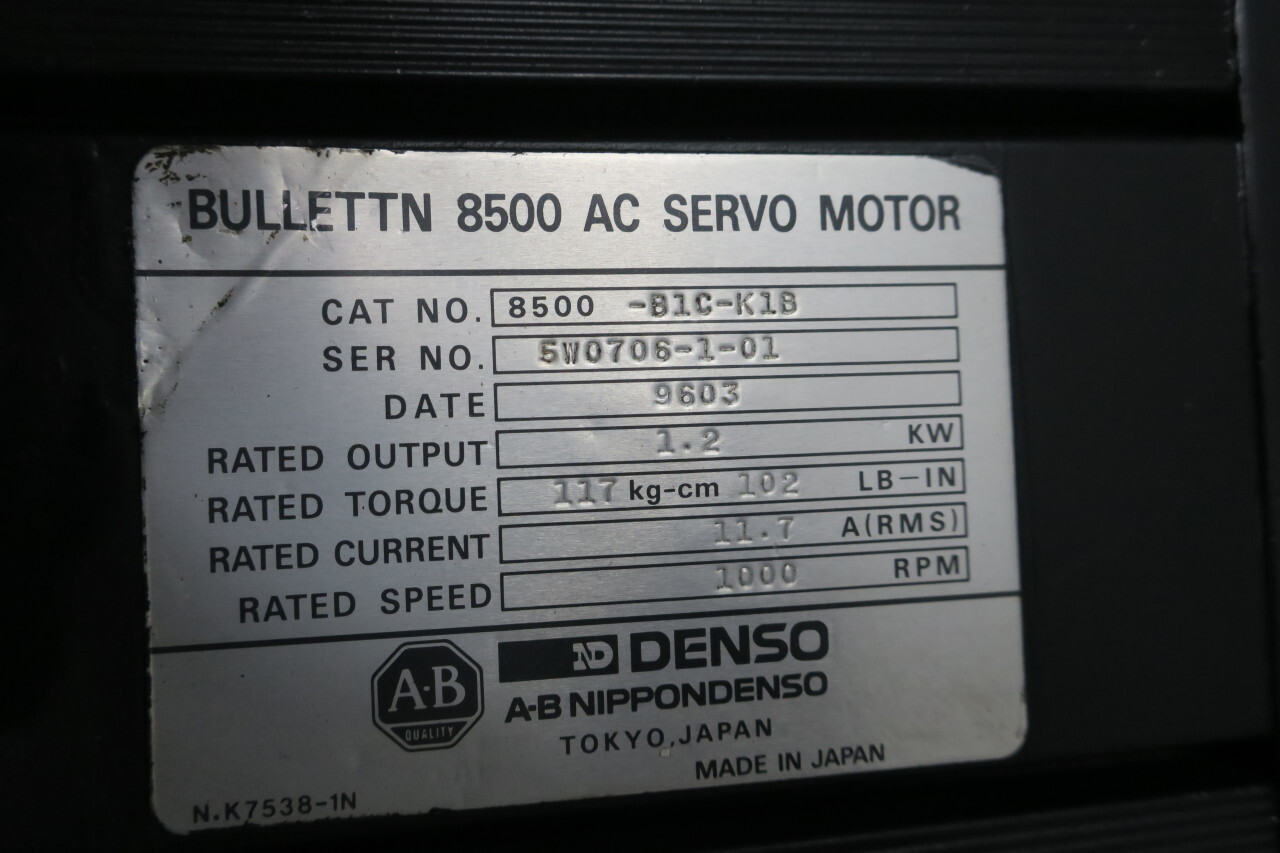 BULLETTN 8500 AC SERVO MOTOR
CAT NO. 8500 -B1C-K1B
SER NO. 5W0706-1-01
DATE 9603
RATED OUTPUT 1.2 KW
RATED TORQUE 117 kg-cm 102 LB-IN
RATED CURRENT 11.7 A(RMS)
RATED SPEED 1000 RPM
A·B QUALITY
ND DENSO
A-B NIPPONDENSO
TOKYO, JAPAN
MADE IN JAPAN
N.K7538-1N